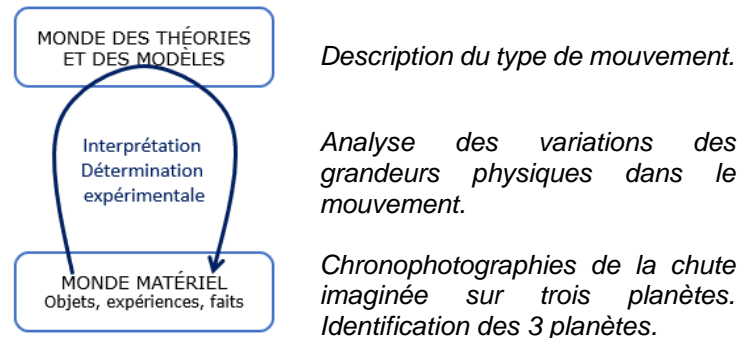 MONDE DES THÉORIES
ET DES MODÈLES
Description du type de mouvement.
Interprétation
Détermination
expérimentale
Analyse des variations des
grandeurs physiques dans le
mouvement.
MONDE MATÉRIEL
Objets, expériences, faits
Chronophotographies de la chute
imaginée sur trois planètes.
Identification des 3 planètes.